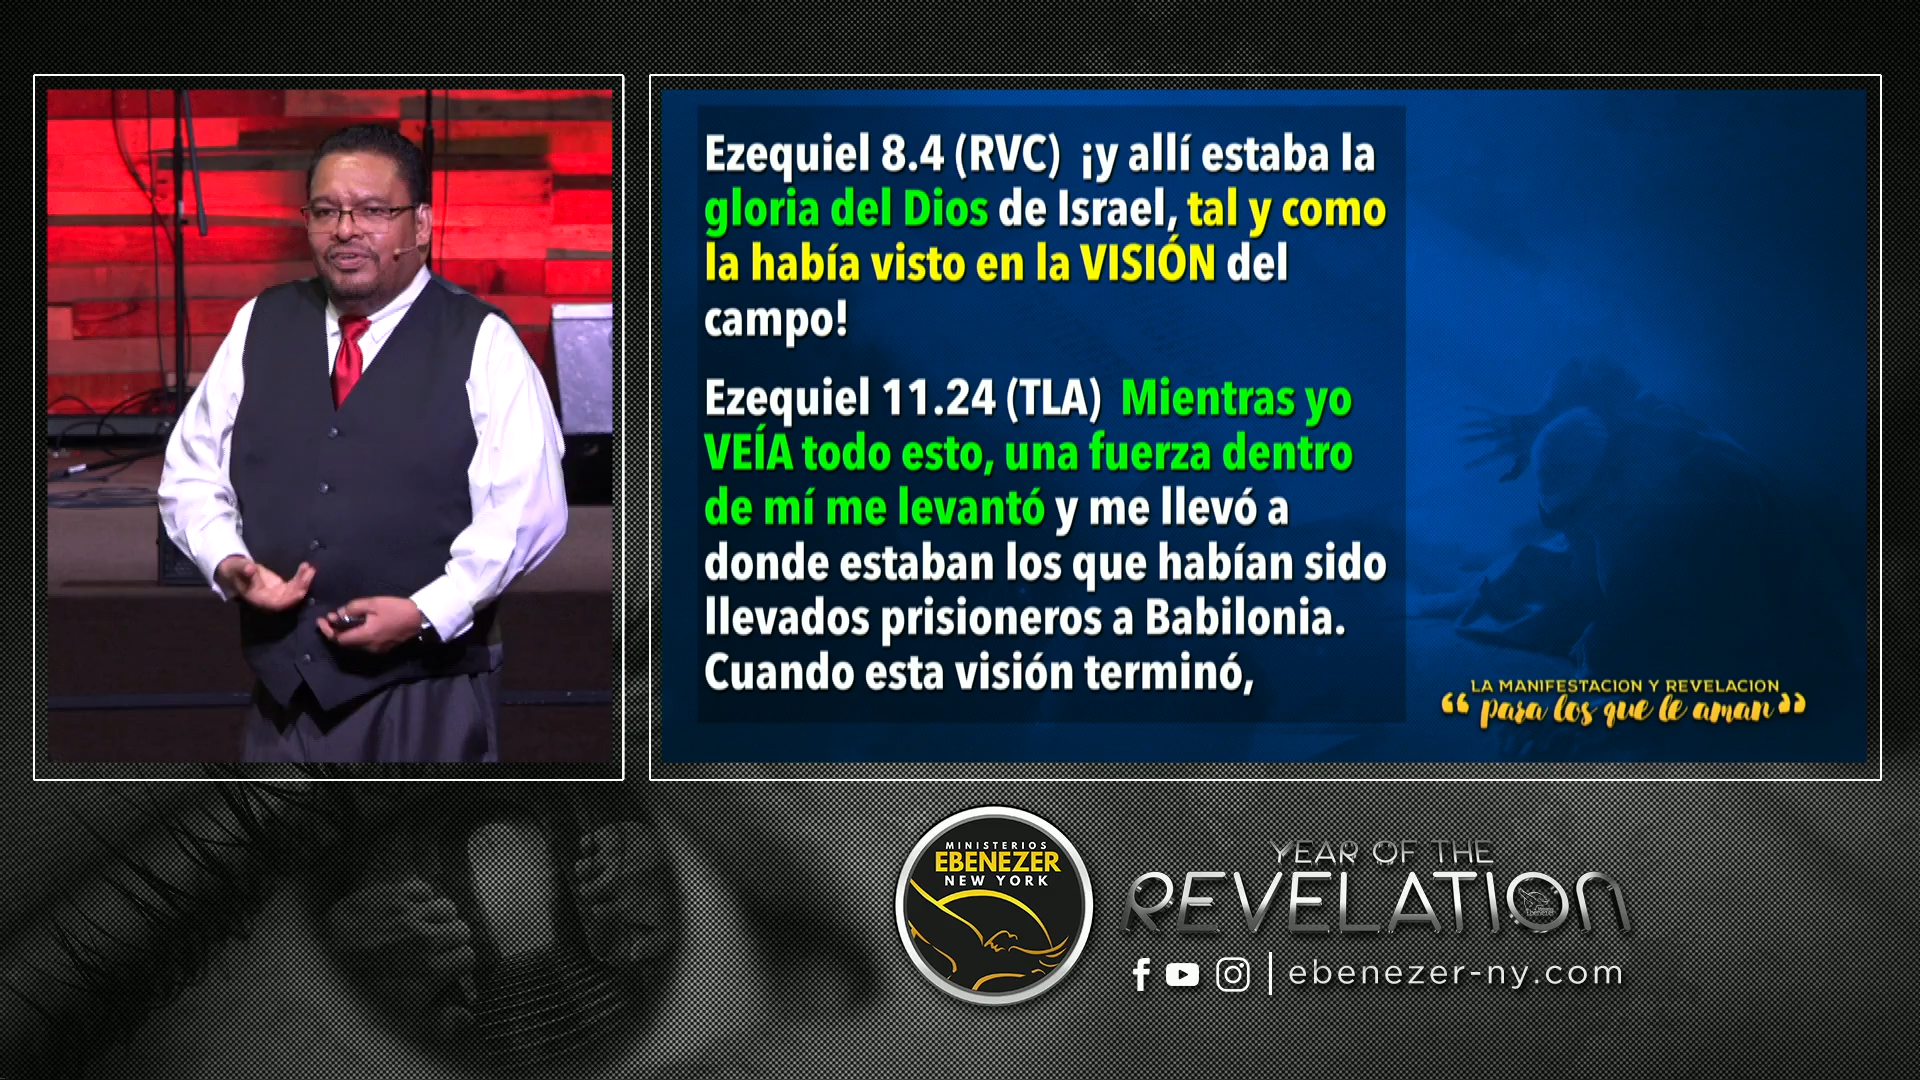 Ezequiel 8.4 (RVC) ¡y allí estaba la
gloria del Dios de Israel, tal y como
la había visto en la VISIÓN del
campo!
Ezequiel 11.24 (TLA) Mientras yo
VEÍA todo esto, una fuerza dentro
de mí me levantó y me llevó a
donde estaban los que habían sido
llevados prisioneros a Babilonia.
Cuando esta visión terminó,
LA MANIFESTACION Y REVELACION
“para los que le aman”
MINISTERIOS
EBENEZER
NEW YORK
YEAR OF THE
REVELATION
ebenezer-ny.com